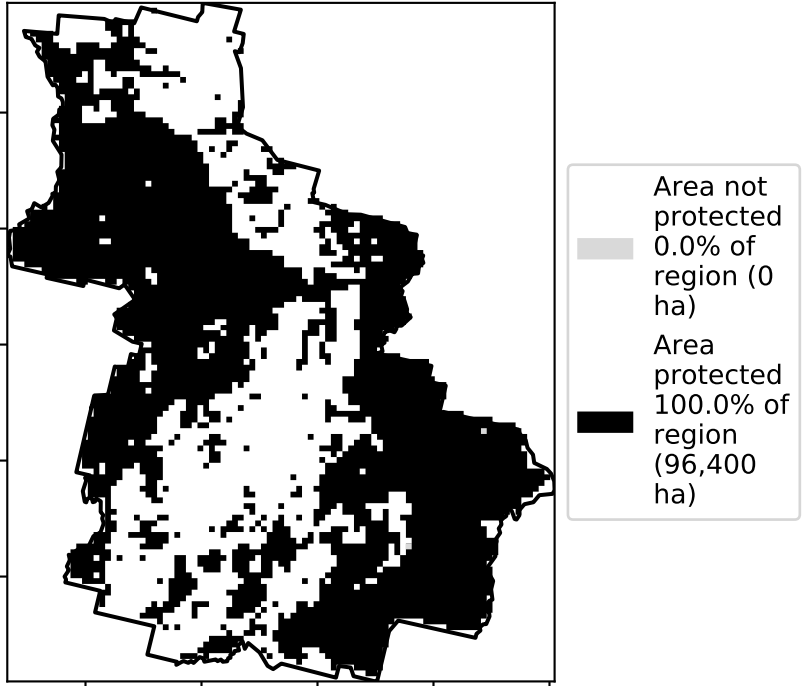 Area not
protected
0.0% of
region (0
ha)
Area
protected
100.0% of
region
(96,400
ha)